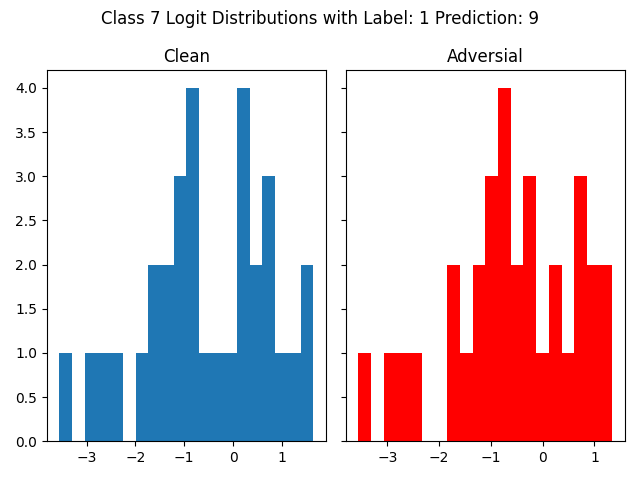 Class 7 Logit Distributions with Label: 1 Prediction: 9
Clean
Adversial
4.0
3.5
3.0
2.5
2.0
1.5
1.0
0.5
0.0
−3 −2 −1 0 1
−3 −2 −1 0 1